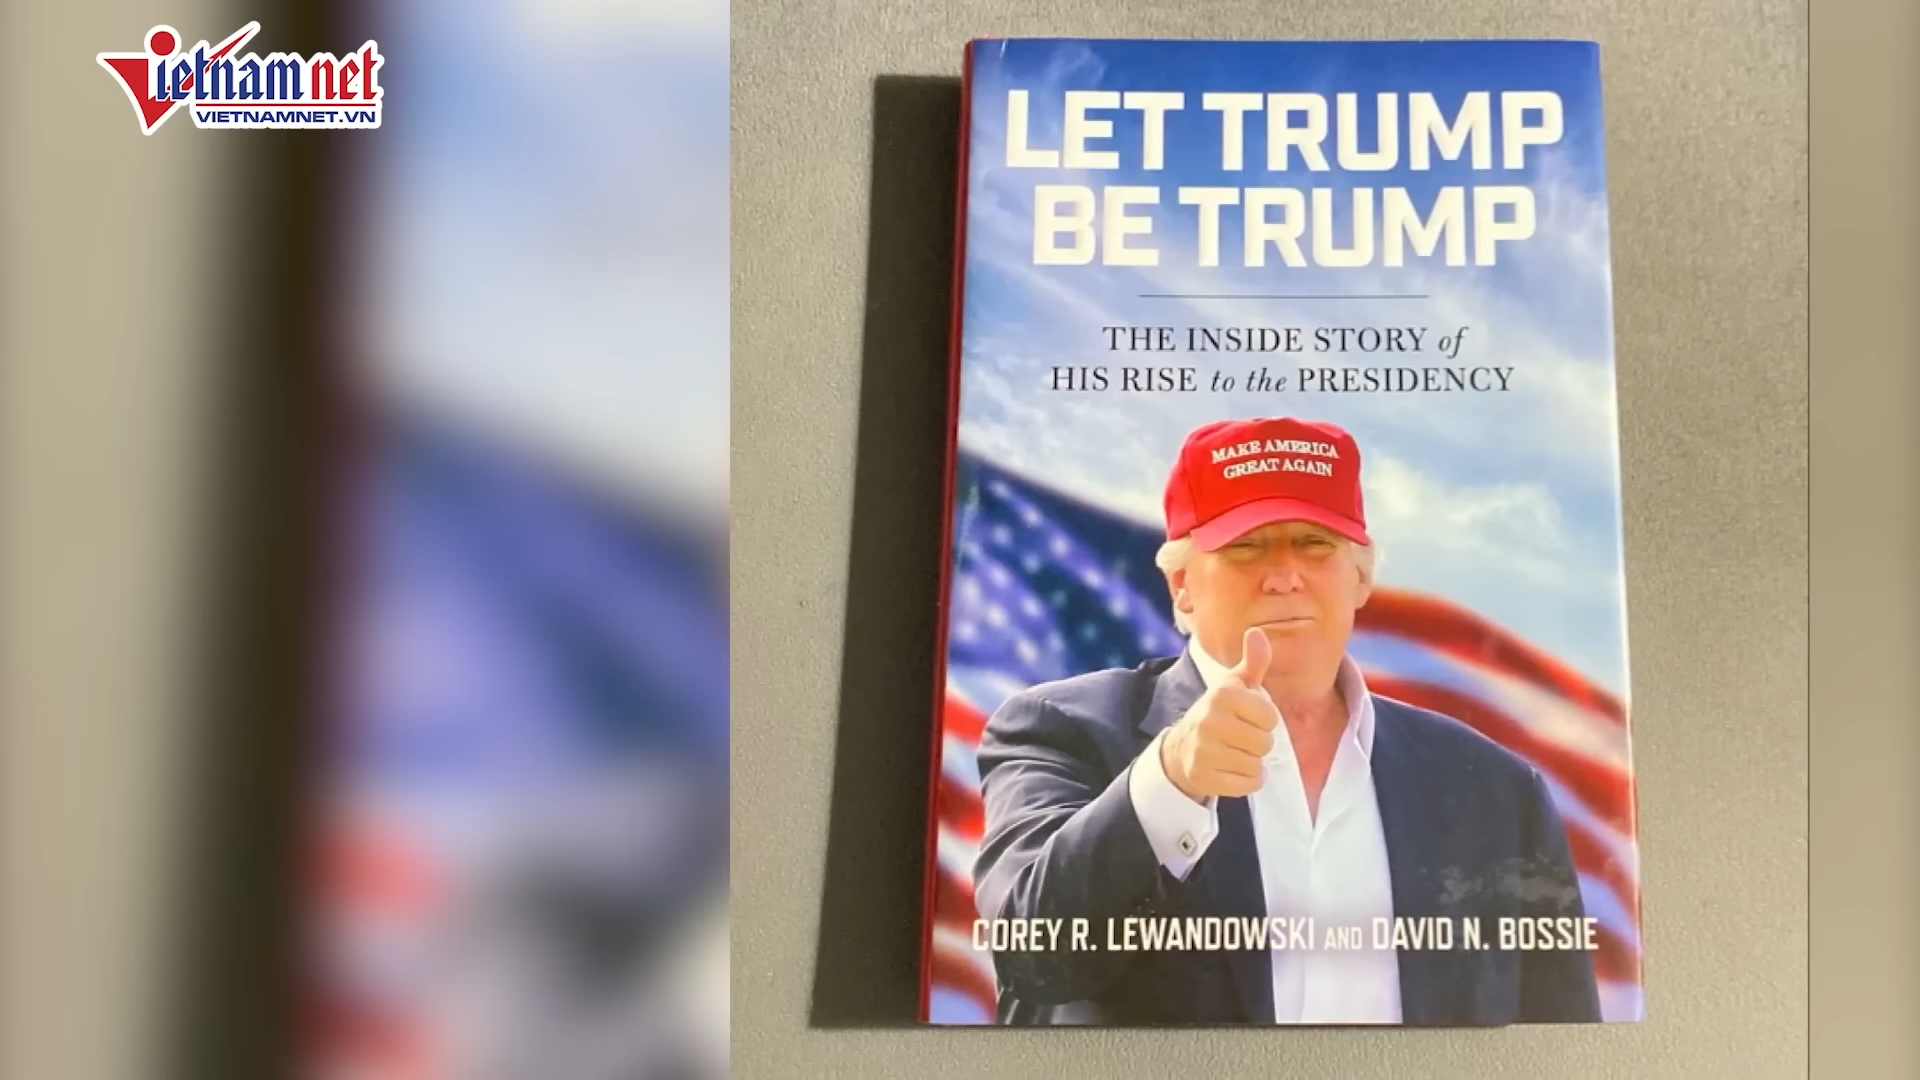 Vietnamnet
VIETNAMNET.VN
LET TRUMP
BE TRUMP
THE INSIDE STORY of
HIS RISE to the PRESIDENCY
MAKE AMERICA
GREAT AGAIN
COREY R. LEWANDOWSKI AND DAVID N. BOSSIE